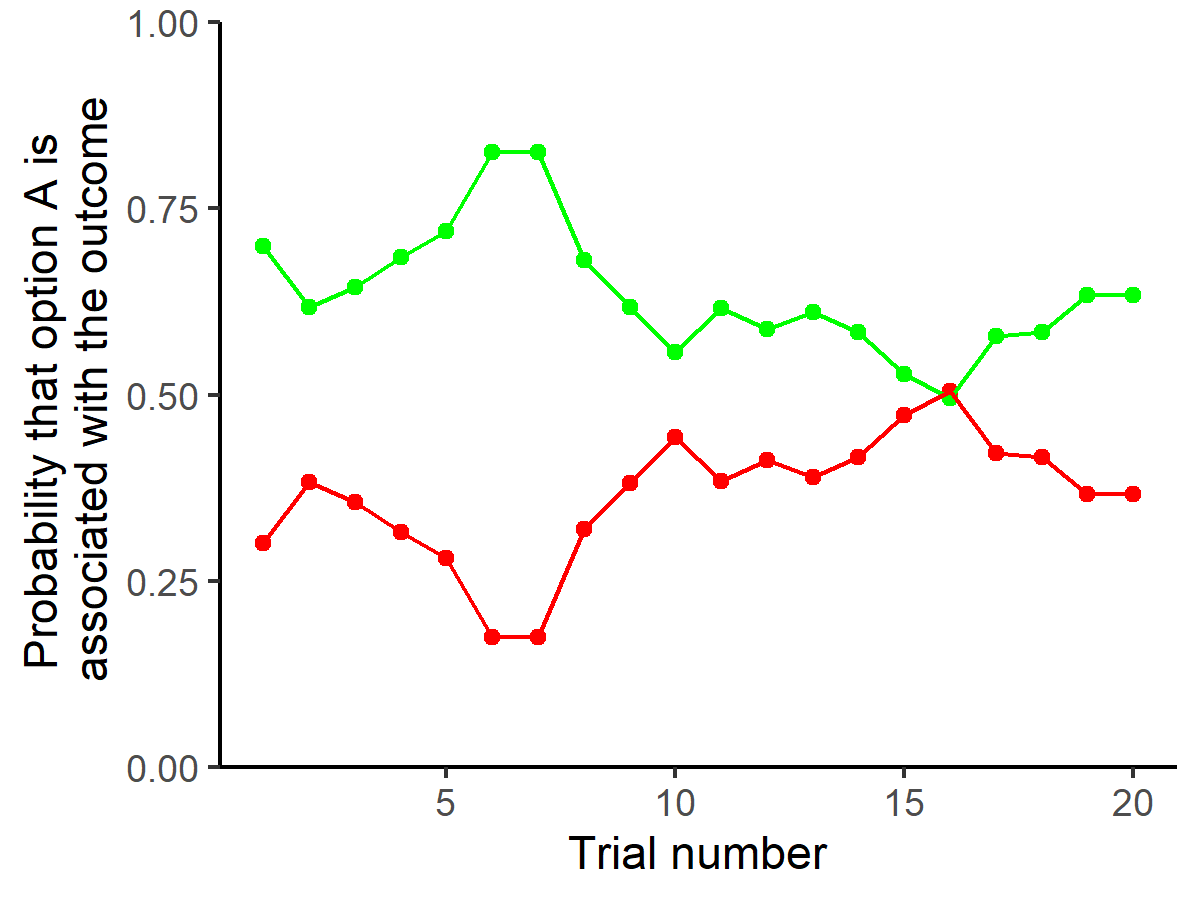 Probability that option A is
associated with the outcome
1.00
0.75
0.50
0.25
0.00
5 10 15 20
Trial number